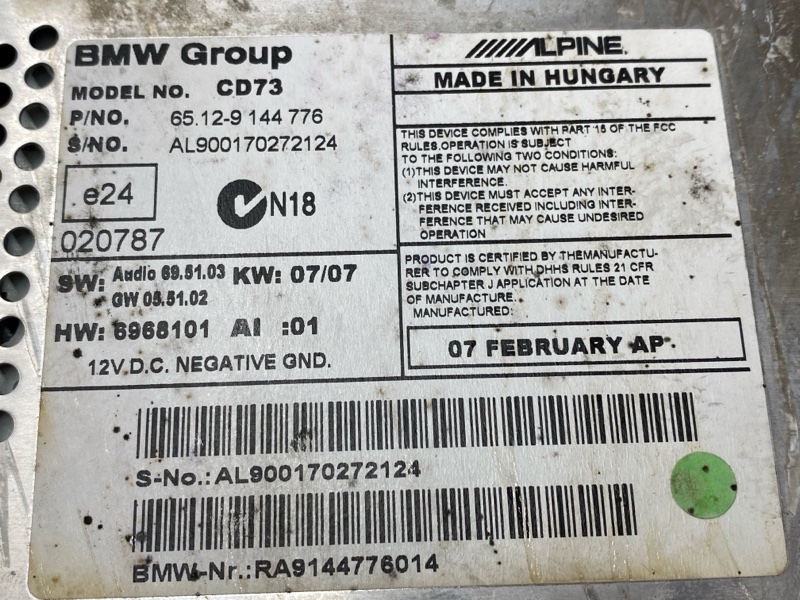 BMW Group
MODEL NO. CD73
P/NO. 65.12-9 144 776
S/NO. AL900170272124
e24
N18
020787
SW: Audio 69.51.03 KW: 07/07
GW 05.51.02
HW: 6968101 AI :01
12V D.C. NEGATIVE GND.
ALPINE
MADE IN HUNGARY
THIS DEVICE COMPLIES WITH PART 15 OF THE FCC
RULES.OPERATION IS SUBJECT
TO THE FOLLOWING TWO CONDITIONS:
(1)THIS DEVICE MAY NOT CAUSE HARMFUL
INTERFERENCE.
(2)THIS DEVICE MUST ACCEPT ANY INTER-
FERENCE RECEIVED INCLUDING INTER-
FERENCE THAT MAY CAUSE UNDESIRED
OPERATION
PRODUCT IS CERTIFIED BY THEMANUFACTU-
RER TO COMPLY WITH DHHS RULES 21 CFR
SUBCHAPTER J APPLICATION AT THE DATE
OF MANUFACTURE.
MANUFACTURED:
07 FEBRUARY AP
S-No.: AL900170272124
BMW-Nr.: RA9144776014